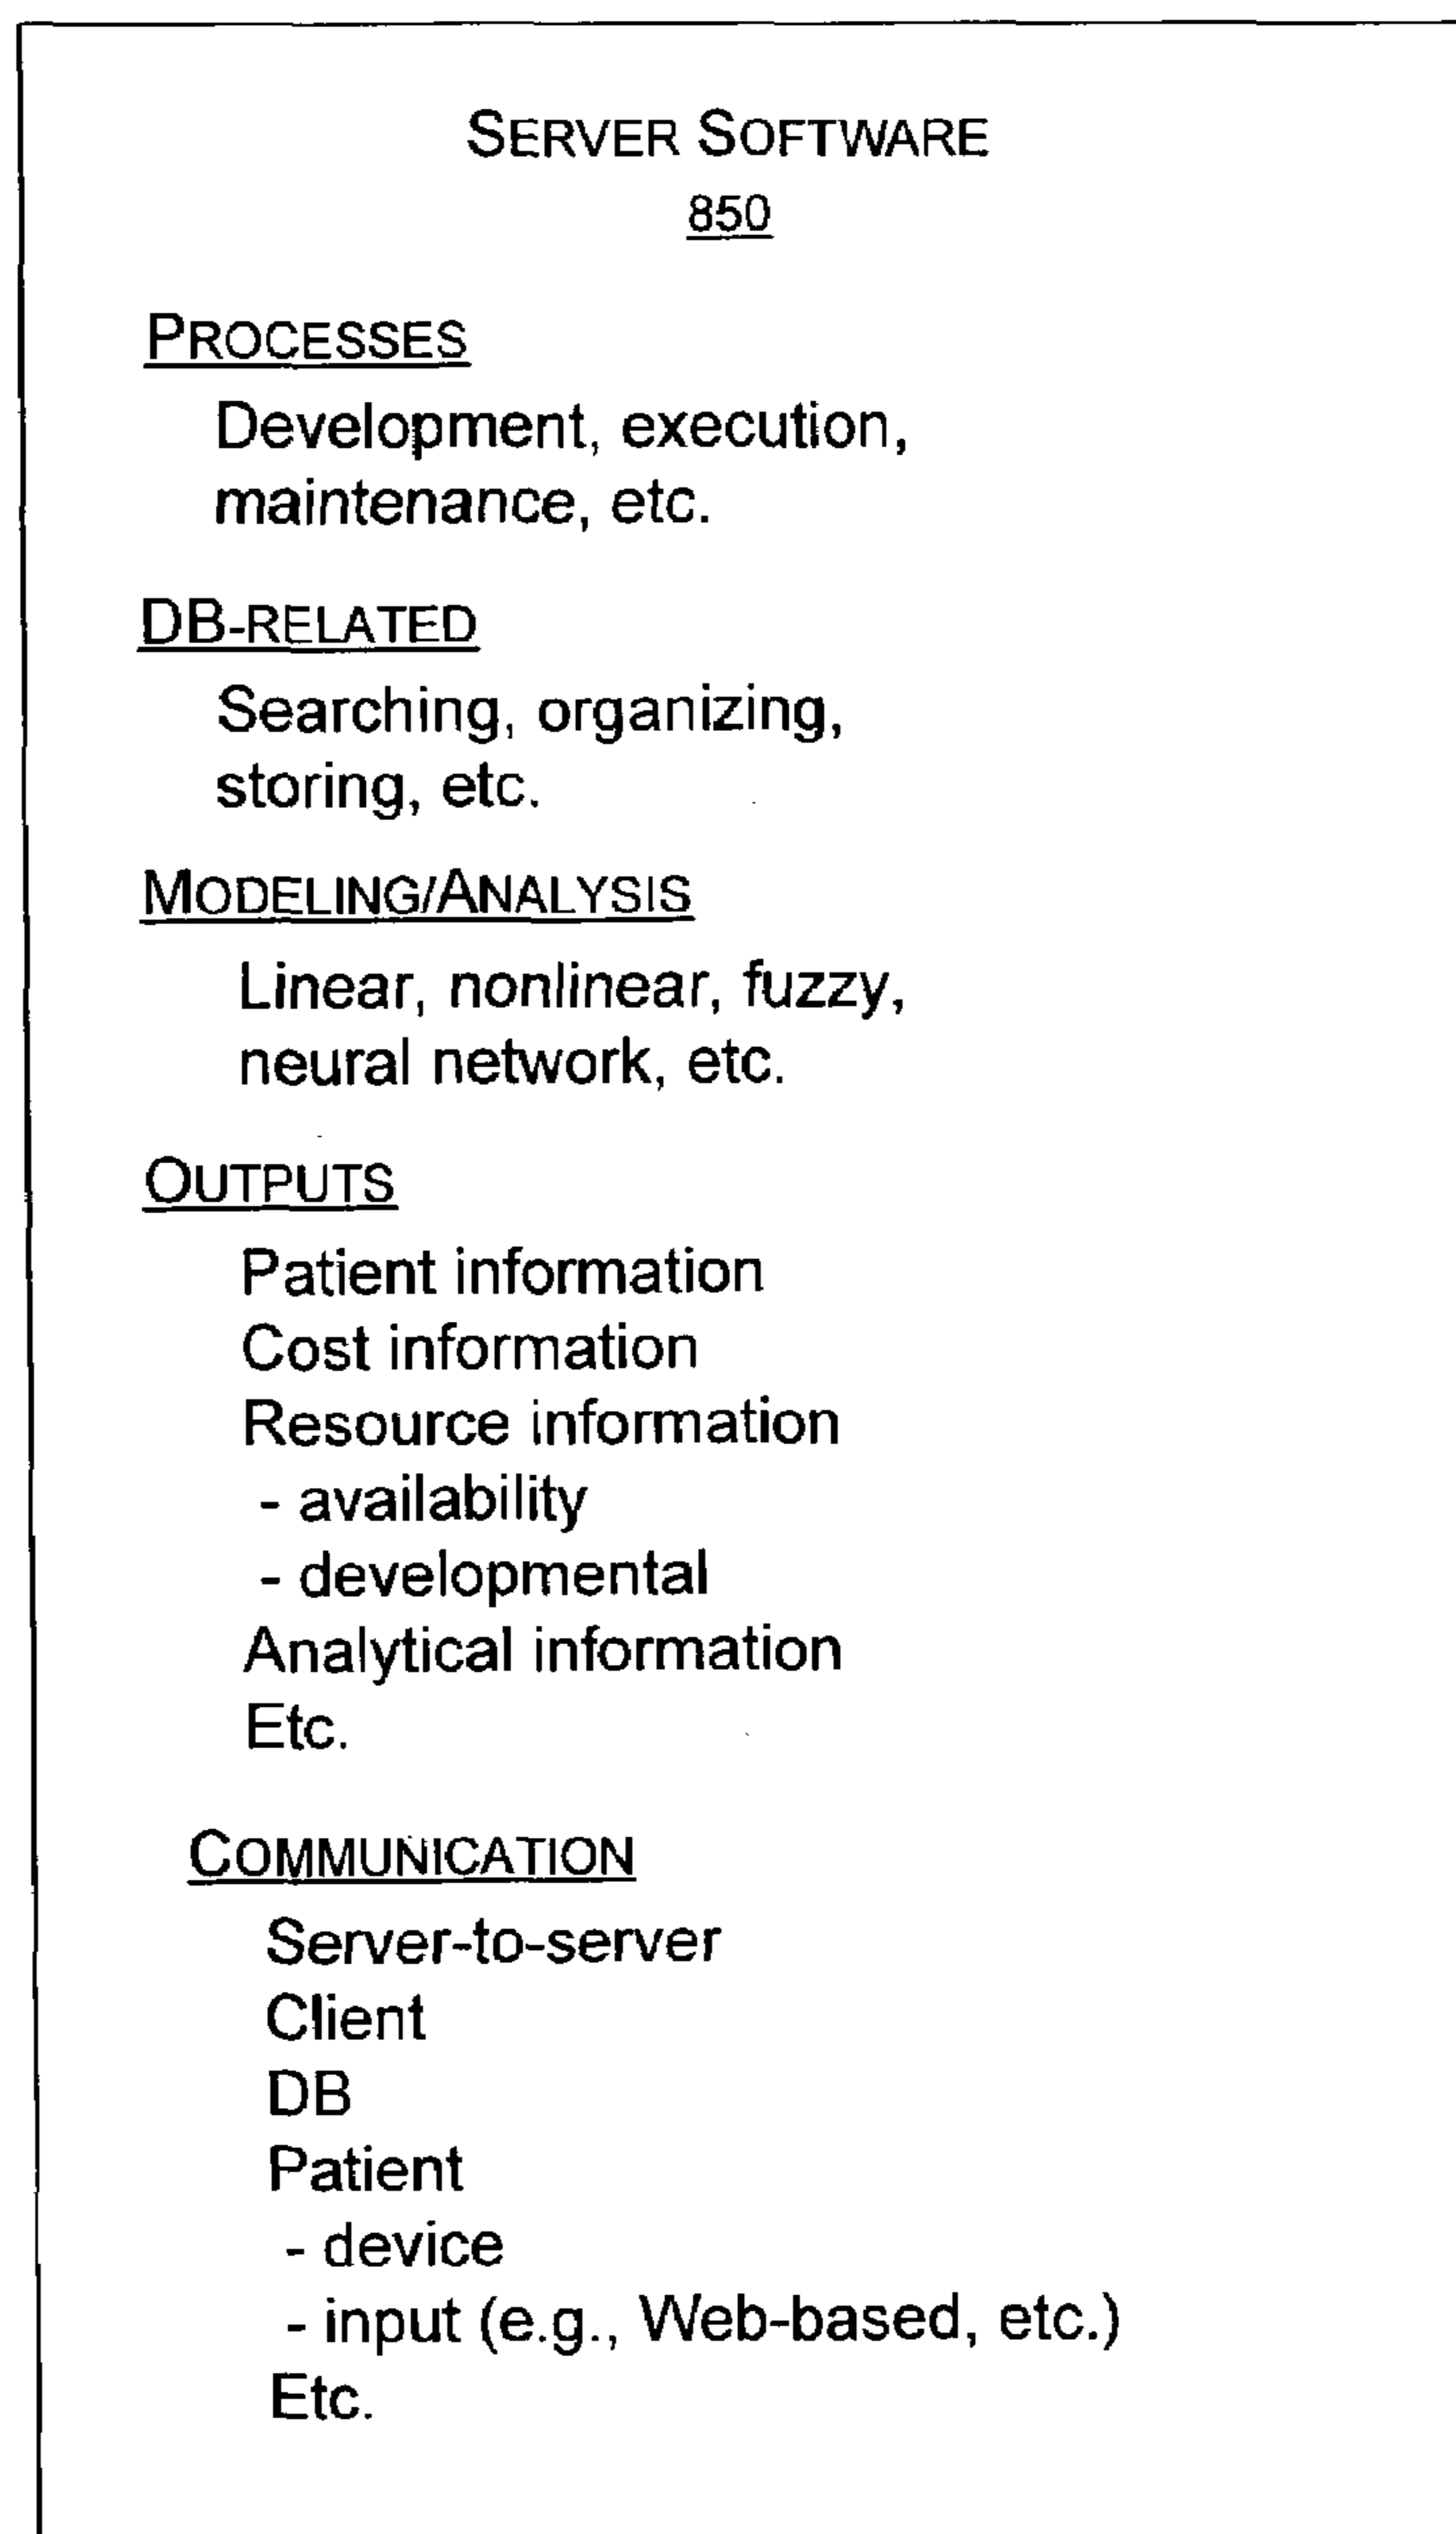 SERVER SOFTWARE
850
PROCESSES
Development, execution,
maintenance, etc.
DB-RELATED
Searching, organizing,
storing, etc.
MODELING/ANALYSIS
Linear, nonlinear, fuzzy,
neural network, etc.
OUTPUTS
Patient information
Cost information
Resource information
- availability
- developmental
Analytical information
Etc.
COMMUNICATION
Server-to-server
Client
DB
Patient
- device
- input (e.g., Web-based, etc.)
Etc.